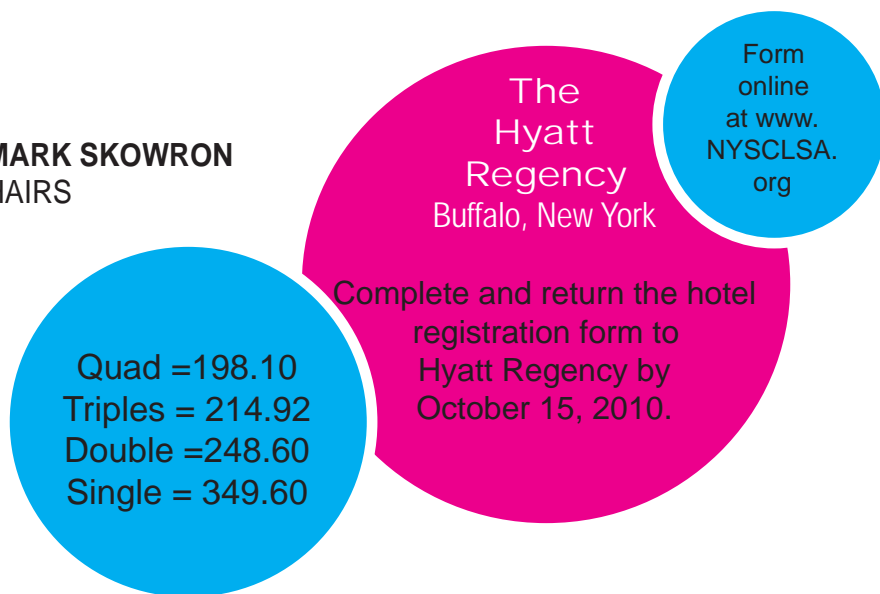 MARK SKOWRON
HAIRS
The
Hyatt
Regency
Buffalo, New York
Form
online
at www.
NYSCLSA.
org
Complete and return the hotel
registration form to
Hyatt Regency by
October 15, 2010.
Quad =198.10
Triples = 214.92
Double =248.60
Single = 349.60